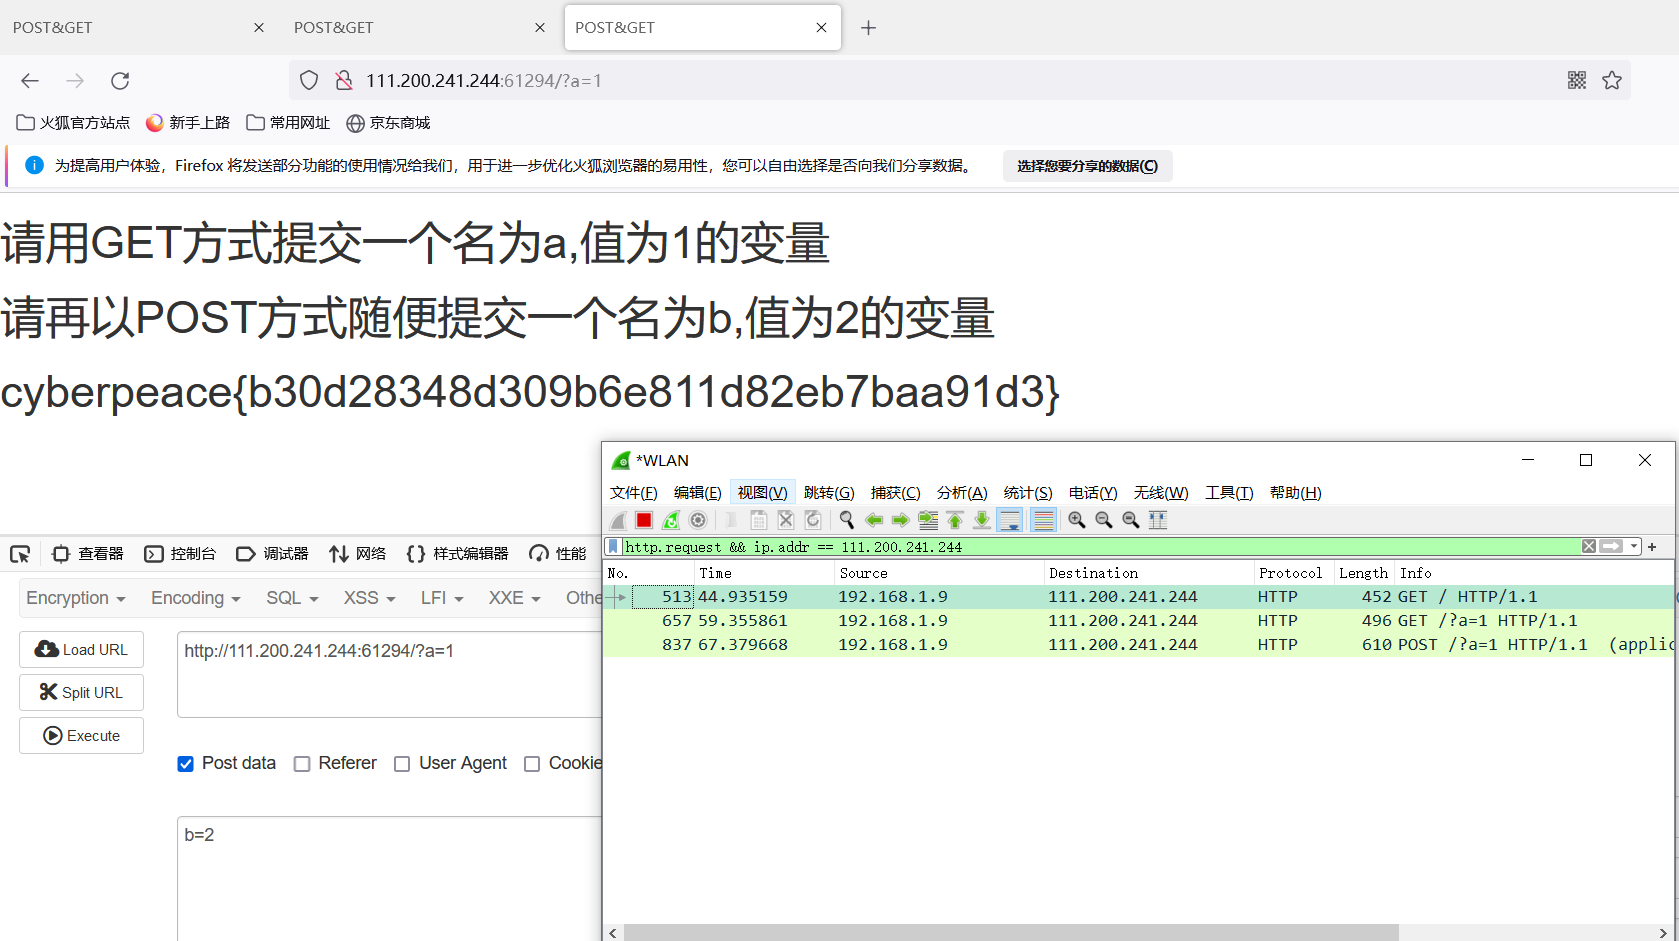 POST&GET
POST&GET
POST&GET
111.200.241.244:61294/?a=1
火狐官方站点 新手上路 常用网址 京东商城
为提高用户体验，Firefox 将发送部分功能的使用情况给我们，用于进一步优化火狐浏览器的易用性，您可以自由选择是否向我们分享数据。 选择您要分享的数据(C)
请用GET方式提交一个名为a,值为1的变量
请再以POST方式随便提交一个名为b,值为2的变量
cyberpeace{b30d28348d309b6e811d82eb7baa91d3}
查看器 控制台 调试器 网络 样式编辑器 性能
Encryption Encoding SQL XSS LFI XXE Othe
Load URL
Split URL
Execute
http://111.200.241.244:61294/?a=1
Post data Referer User Agent Cookie
b=2
*WLAN
文件(F) 编辑(E) 视图(V) 跳转(G) 捕获(C) 分析(A) 统计(S) 电话(Y) 无线(W) 工具(T) 帮助(H)
http.request && ip.addr == 111.200.241.244
No. Time Source Destination Protocol Length Info
513 44.935159 192.168.1.9 111.200.241.244 HTTP 452 GET / HTTP/1.1
657 59.355861 192.168.1.9 111.200.241.244 HTTP 496 GET /?a=1 HTTP/1.1
837 67.379668 192.168.1.9 111.200.241.244 HTTP 610 POST /?a=1 HTTP/1.1 (applic